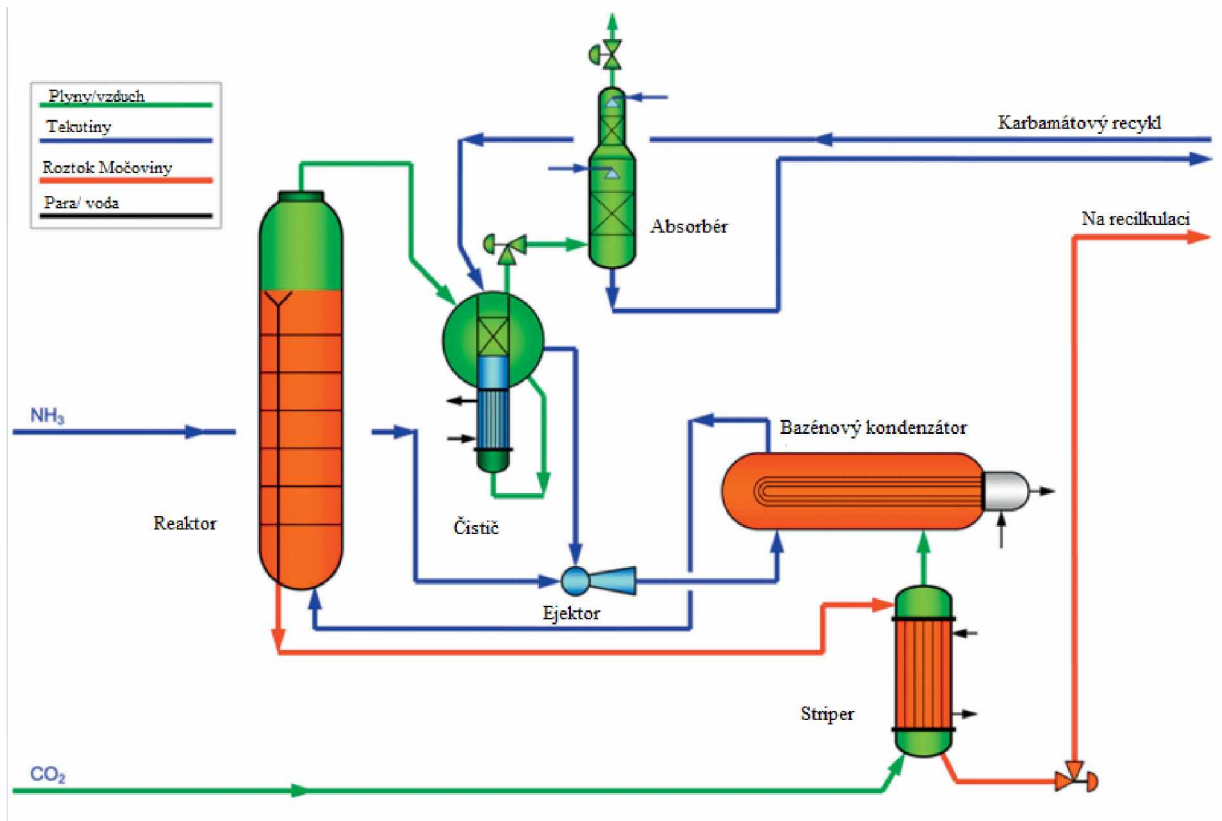 Plyny/vzduch
Tekutiny
Roztok Močoviny
Para/ voda
Karbamátový recykl
Absorbér
Na recilkulaci
NH₃
Bazénový kondenzátor
Reaktor
Čistič
Ejektor
Striper
CO₂